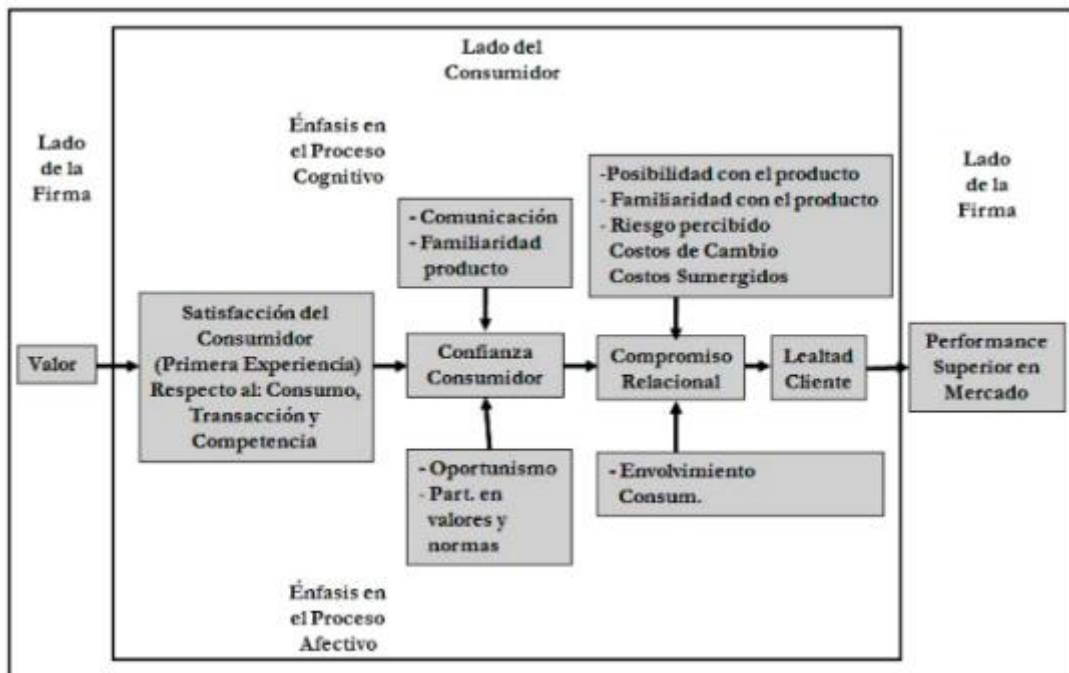 Lado del
Consumidor
Lado
de la
Firma
Énfasis en
el Proceso
Cognitivo
- Comunicación
- Familiaridad
producto
-Posibilidad con el producto
- Familiaridad con el producto
- Riesgo percibido
Costos de Cambio
Costos Sumergidos
Lado
de la
Firma
Valor
Satisfacción del
Consumidor
(Primera Experiencia)
Respecto al: Consumo,
Transacción y
Competencia
Confianza
Consumidor
Compromiso
Relacional
Lealtad
Cliente
Performance
Superior en
Mercado
- Oportunismo
- Part. en
valores y
normas
- Envolvimiento
Consum.
Énfasis en
el Proceso
Afectivo